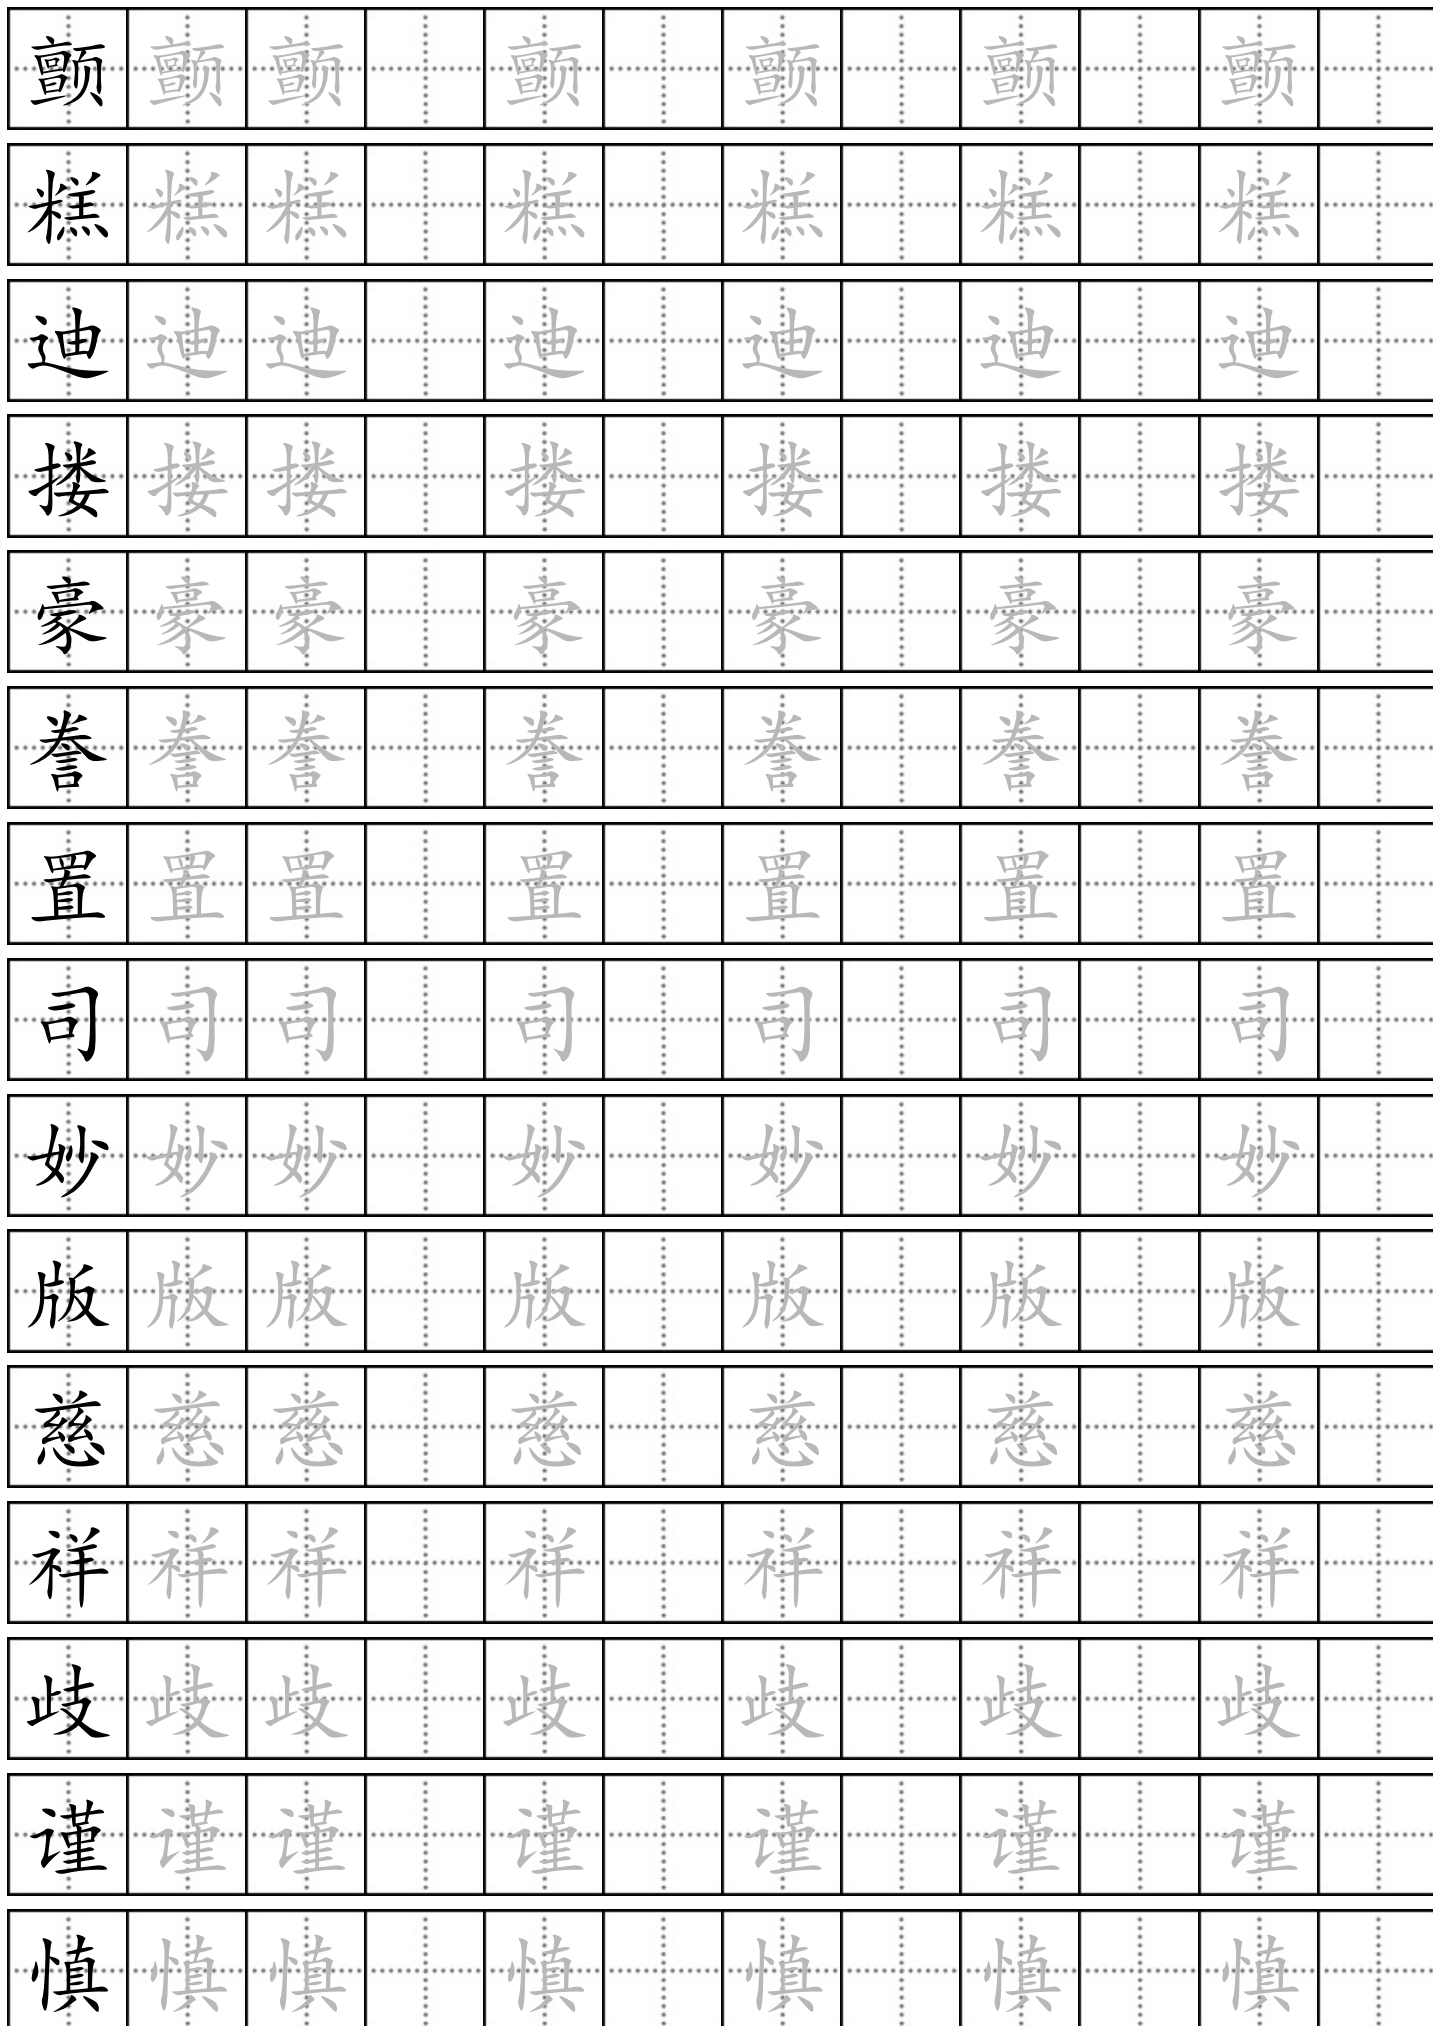 颤 颤 颤 颤 颤 颤 颤
糕 糕 糕 糕 糕 糕 糕
迪 迪 迪 迪 迪 迪 迪
搂 搂 搂 搂 搂 搂 搂
豪 豪 豪 豪 豪 豪 豪
誊 誊 誊 誊 誊 誊 誊
置 置 置 置 置 置 置
司 司 司 司 司 司 司
妙 妙 妙 妙 妙 妙 妙
版 版 版 版 版 版 版
慈 慈 慈 慈 慈 慈 慈
祥 祥 祥 祥 祥 祥 祥
歧 歧 歧 歧 歧 歧 歧
谨 谨 谨 谨 谨 谨 谨
慎 慎 慎 慎 慎 慎 慎